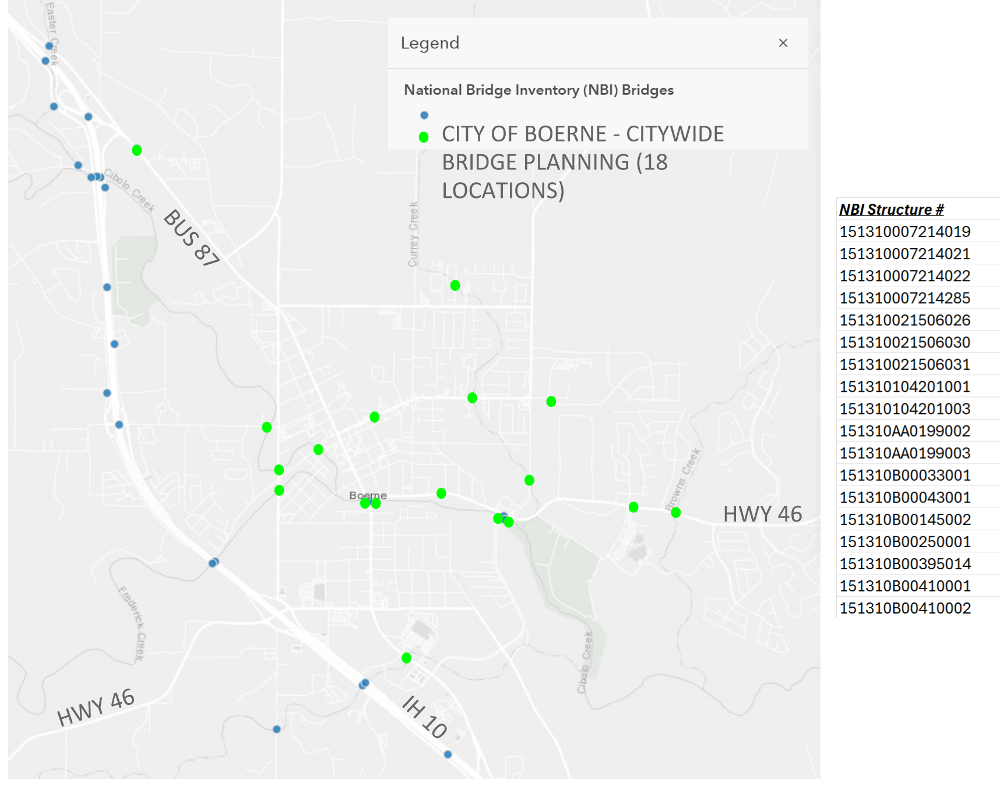 Easter Creek
Legend
×
National Bridge Inventory (NBI) Bridges
CITY OF BOERNE - CITYWIDE
BRIDGE PLANNING (18
LOCATIONS)
Cibolo Creek
BUS 87
Currey Creek
Boerne
Browns Creek
HWY 46
Frederick Creek
Cibolo Creek
HWY 46
IH 10
NBI Structure #
151310007214019
151310007214021
151310007214022
151310007214285
151310021506026
151310021506030
151310021506031
151310104201001
151310104201003
151310AA0199002
151310AA0199003
151310B00033001
151310B00043001
151310B00145002
151310B00250001
151310B00395014
151310B00410001
151310B00410002